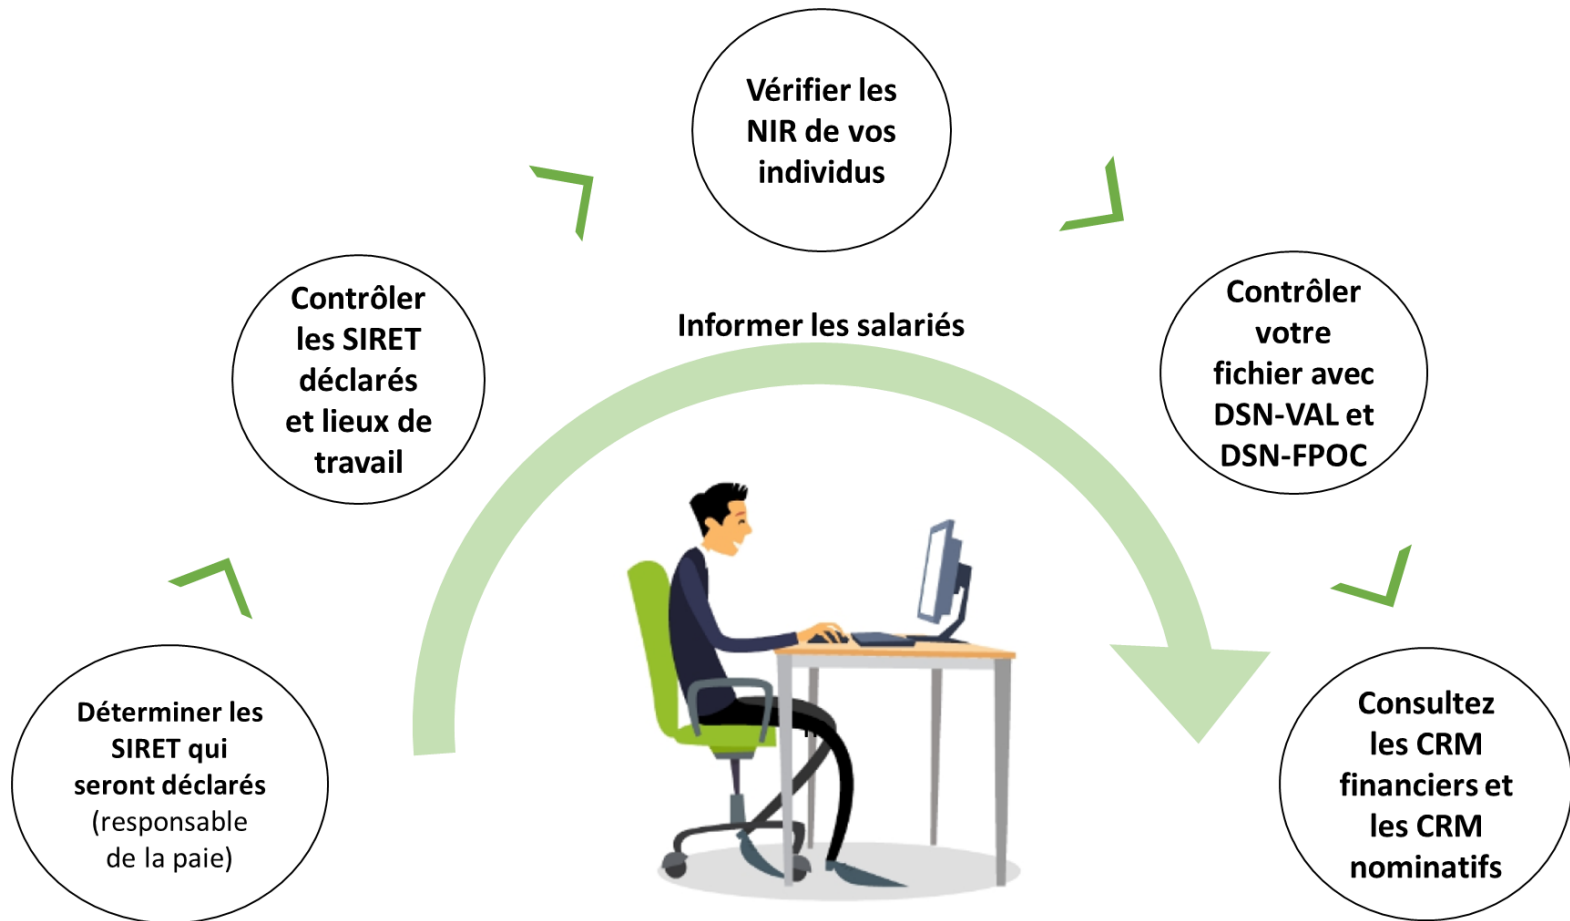 Déterminer les
SIRET qui
seront déclarés
(responsable
de la paie)
Contrôler
les SIRET
déclarés
et lieux de
travail
Vérifier les
NIR de vos
individus
Contrôler
votre
fichier avec
DSN-VAL et
DSN-FPOC
Consultez
les CRM
financiers et
les CRM
nominatifs
Informer les salariés